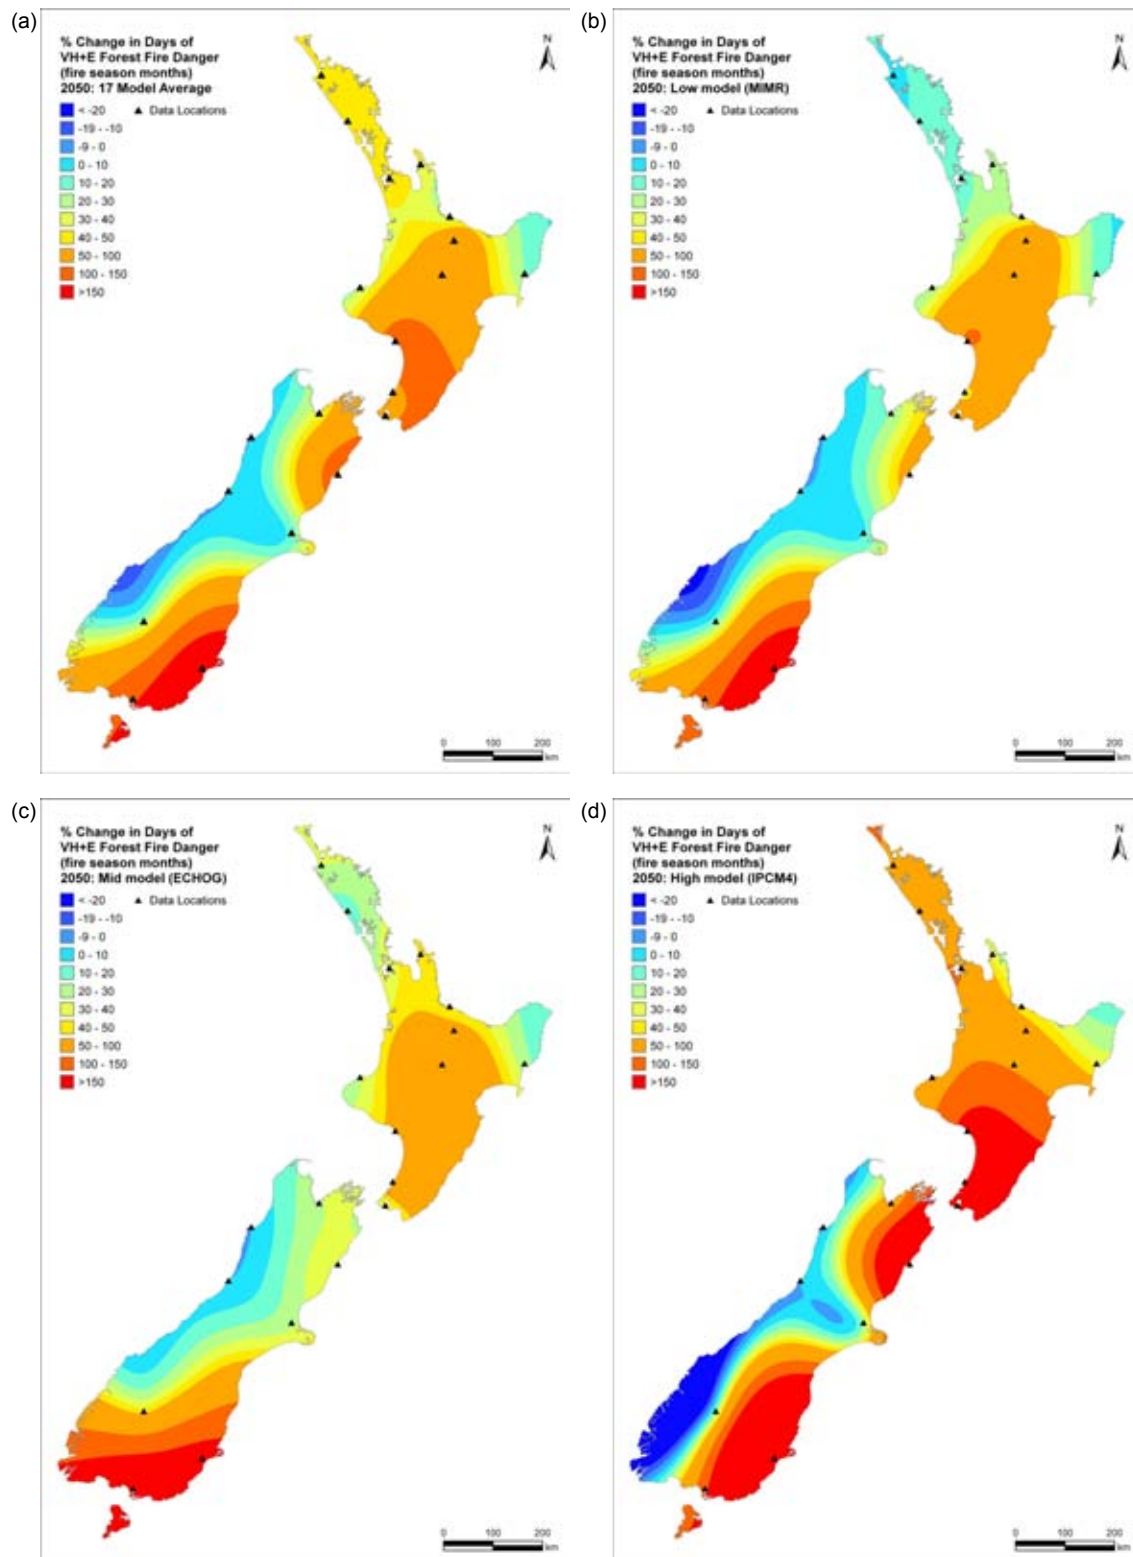 (a)
% Change in Days of
VH+E Forest Fire Danger
(fire season months)
2050: 17 Model Average
< -20 ▲ Data Locations
-19 - -10
-9 - 0
0 - 10
10 - 20
20 - 30
30 - 40
40 - 50
50 - 100
100 - 150
>150
N
0 100 200
km
(b)
% Change in Days of
VH+E Forest Fire Danger
(fire season months)
2050: Low model (MIMR)
< -20 ▲ Data Locations
-19 - -10
-9 - 0
0 - 10
10 - 20
20 - 30
30 - 40
40 - 50
50 - 100
100 - 150
>150
N
0 100 200
km
(c)
% Change in Days of
VH+E Forest Fire Danger
(fire season months)
2050: Mid model (ECHOG)
< -20 ▲ Data Locations
-19 - -10
-9 - 0
0 - 10
10 - 20
20 - 30
30 - 40
40 - 50
50 - 100
100 - 150
>150
N
0 100 200
km
(d)
% Change in Days of
VH+E Forest Fire Danger
(fire season months)
2050: High model (IPCM4)
< -20 ▲ Data Locations
-19 - -10
-9 - 0
0 - 10
10 - 20
20 - 30
30 - 40
40 - 50
50 - 100
100 - 150
>150
N
0 100 200
km